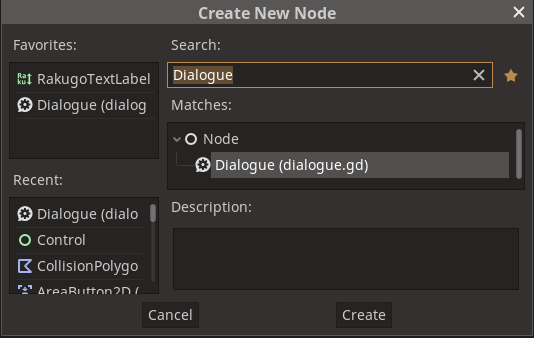 Create New Node
Favorites:
RakugoTextLabel
Dialogue (dialog
Recent:
Dialogue (dialo
Control
CollisionPolygo
AreaButton2D (
Search:
Dialogue
Matches:
Node
Dialogue (dialogue.gd)
Description:
Cancel
Create